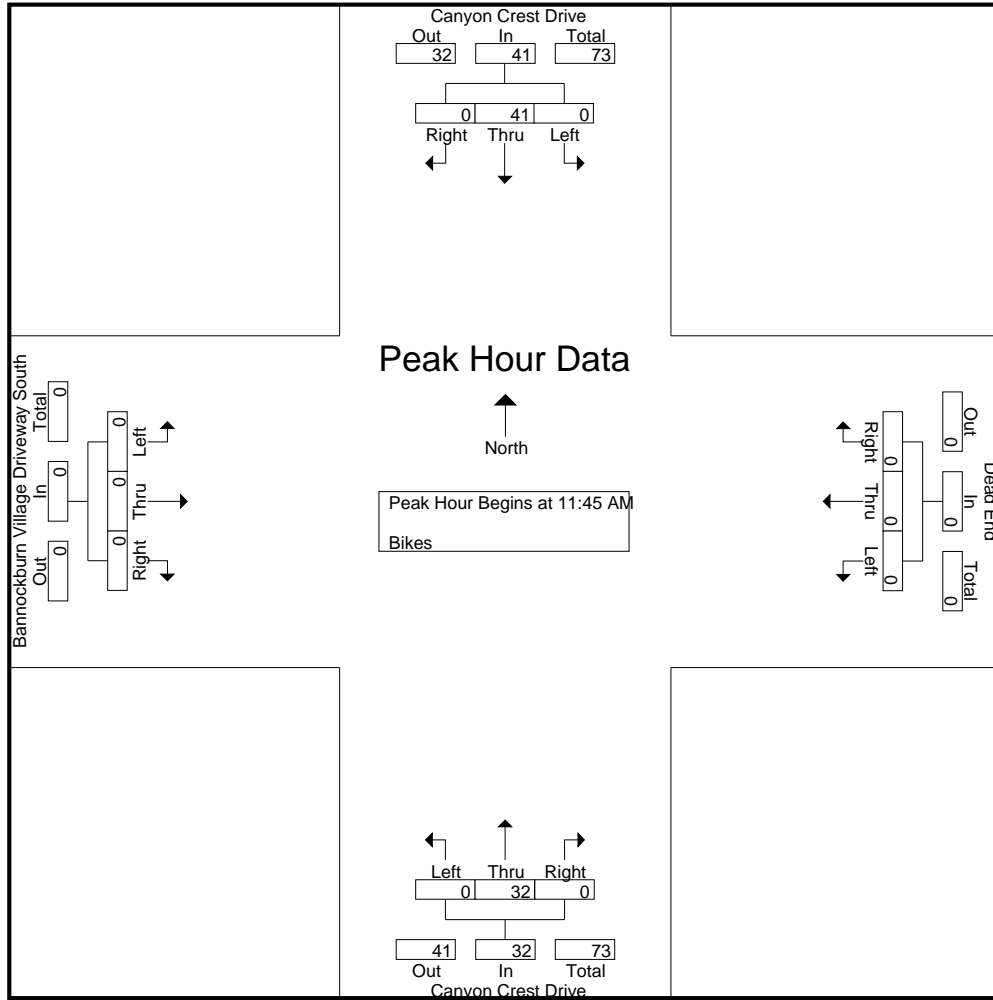 Canyon Crest Drive
Out In Total
32 41 73
0 41 0
Right Thru Left
Peak Hour Data
North
Peak Hour Begins at 11:45 AM
Bikes
Bannockburn Village Driveway South
Total In Out
0 0 0
0 0 0
Left Thru Right
Right Thru Left
0 0 0
Out In Total
0 0 0
Dead End
Left Thru Right
0 32 0
41 32 73
Out In Total
Canyon Crest Drive